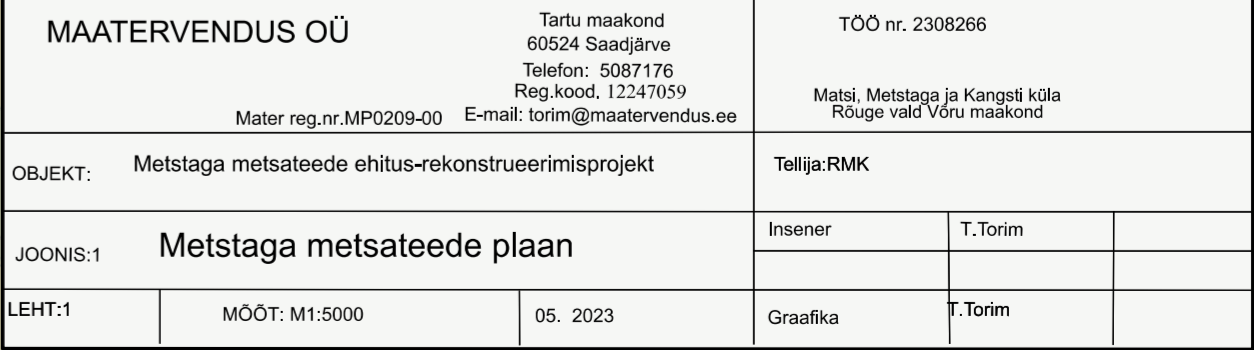 MAATERVENDUS OÜ
Mater reg.nr.MP0209-00
Tartu maakond
60524 Saadjärve
Telefon: 5087176
Reg.kood, 12247059
E-mail: torim@maatervendus.ee
TÖÖ nr. 2308266
Matsi, Metstaga ja Kangsti küla
Rõuge vald Võru maakond
OBJEKT: Metstaga metsateede ehitus-rekonstrueerimisprojekt
Tellija:RMK
JOONIS:1 Metstaga metsateede plaan
Insener T.Torim
LEHT:1 MÕÕT: M1:5000 05. 2023
Graafika T.Torim